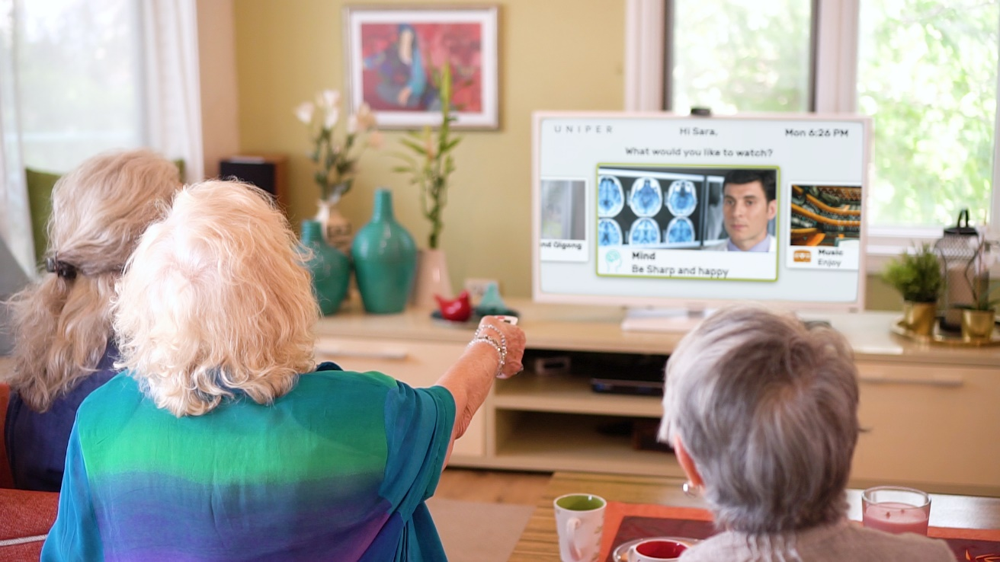 UNIPER
Hi Sara,
Mon 6:26 PM
What would you like to watch?
nd Qigong
Mind
Be Sharp and happy
Music
Enjoy